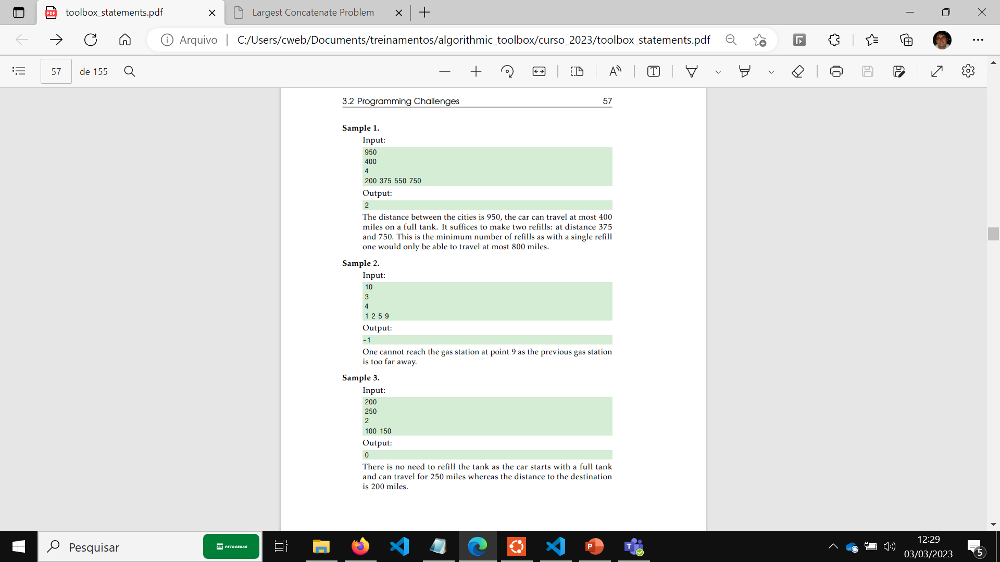 toolbox_statements.pdf
Largest Concatenate Problem
Arquivo
C:/Users/cweb/Documents/treinamentos/algorithmic_toolbox/curso_2023/toolbox_statements.pdf
57 de 155
3.2 Programming Challenges 57
Sample 1.
Input:
950
400
4
200 375 550 750
Output:
2
The distance between the cities is 950, the car can travel at most 400
miles on a full tank. It suffices to make two refills: at distance 375
and 750. This is the minimum number of refills as with a single refill
one would only be able to travel at most 800 miles.
Sample 2.
Input:
10
3
4
1 2 5 9
Output:
-1
One cannot reach the gas station at point 9 as the previous gas station
is too far away.
Sample 3.
Input:
200
250
2
100 150
Output:
0
There is no need to refill the tank as the car starts with a full tank
and can travel for 250 miles whereas the distance to the destination
is 200 miles.
Pesquisar
BR PETROBRAS
12:29
03/03/2023
5